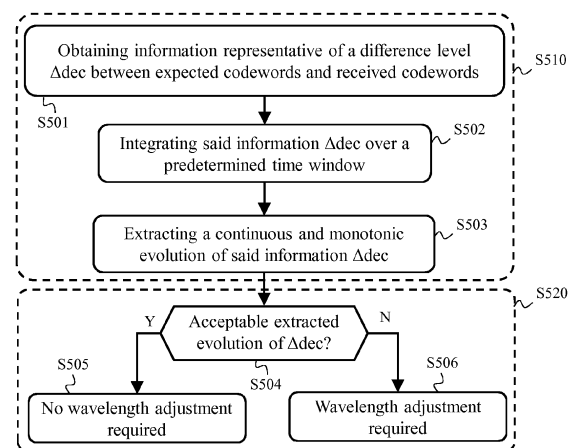 Obtaining information representative of a difference level
Δdec between expected codewords and received codewords
S510
S501
S502
Integrating said information Δdec over a
predetermined time window
S503
Extracting a continuous and monotonic
evolution of said information Δdec
S520
Y
Acceptable extracted
evolution of Δdec?
N
S504
S505
S506
No wavelength adjustment
required
Wavelength adjustment
required